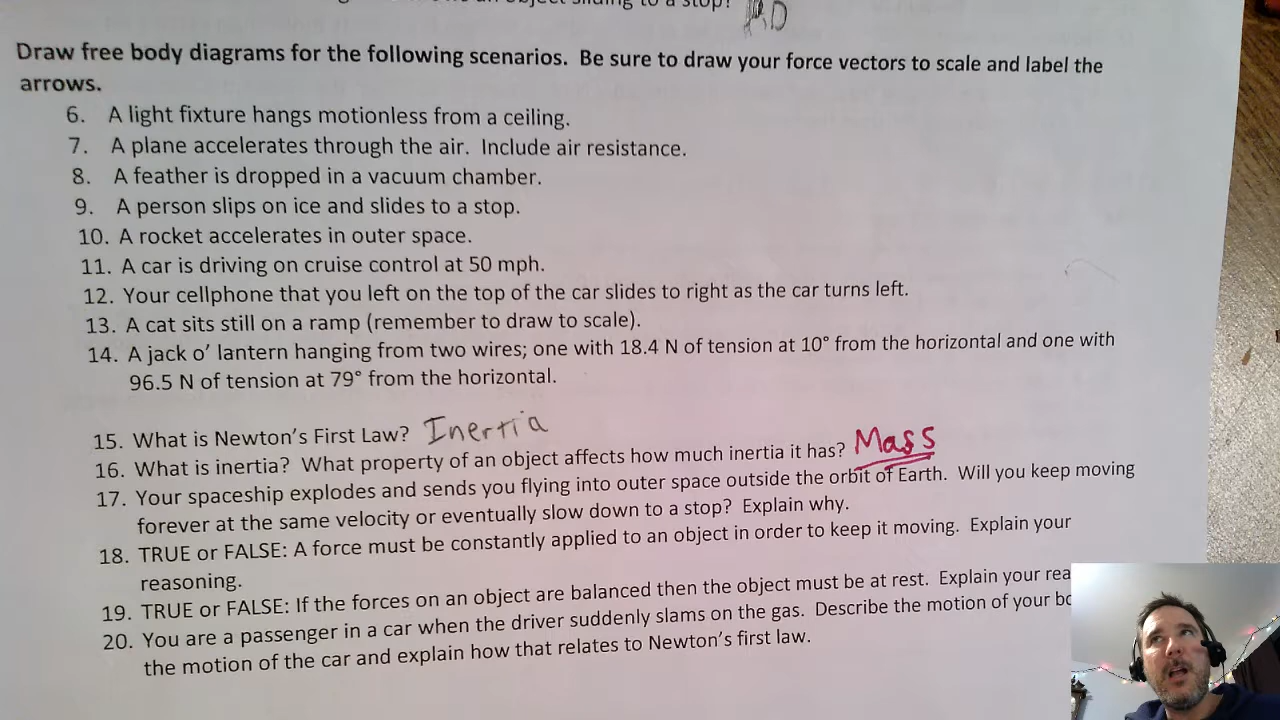 an object sliding to a stop?
Draw free body diagrams for the following scenarios. Be sure to draw your force vectors to scale and label the
arrows.
6. A light fixture hangs motionless from a ceiling.
7. A plane accelerates through the air. Include air resistance.
8. A feather is dropped in a vacuum chamber.
9. A person slips on ice and slides to a stop.
10. A rocket accelerates in outer space.
11. A car is driving on cruise control at 50 mph.
12. Your cellphone that you left on the top of the car slides to right as the car turns left.
13. A cat sits still on a ramp (remember to draw to scale).
14. A jack o’ lantern hanging from two wires; one with 18.4 N of tension at 10° from the horizontal and one with
96.5 N of tension at 79° from the horizontal.
15. What is Newton’s First Law? Inertia
16. What is inertia? What property of an object affects how much inertia it has? Mass
17. Your spaceship explodes and sends you flying into outer space outside the orbit of Earth. Will you keep moving
forever at the same velocity or eventually slow down to a stop? Explain why.
18. TRUE or FALSE: A force must be constantly applied to an object in order to keep it moving. Explain your
reasoning.
19. TRUE or FALSE: If the forces on an object are balanced then the object must be at rest. Explain your
20. You are a passenger in a car when the driver suddenly slams on the gas. Describe the motion of your
the motion of the car and explain how that relates to Newton’s first law.